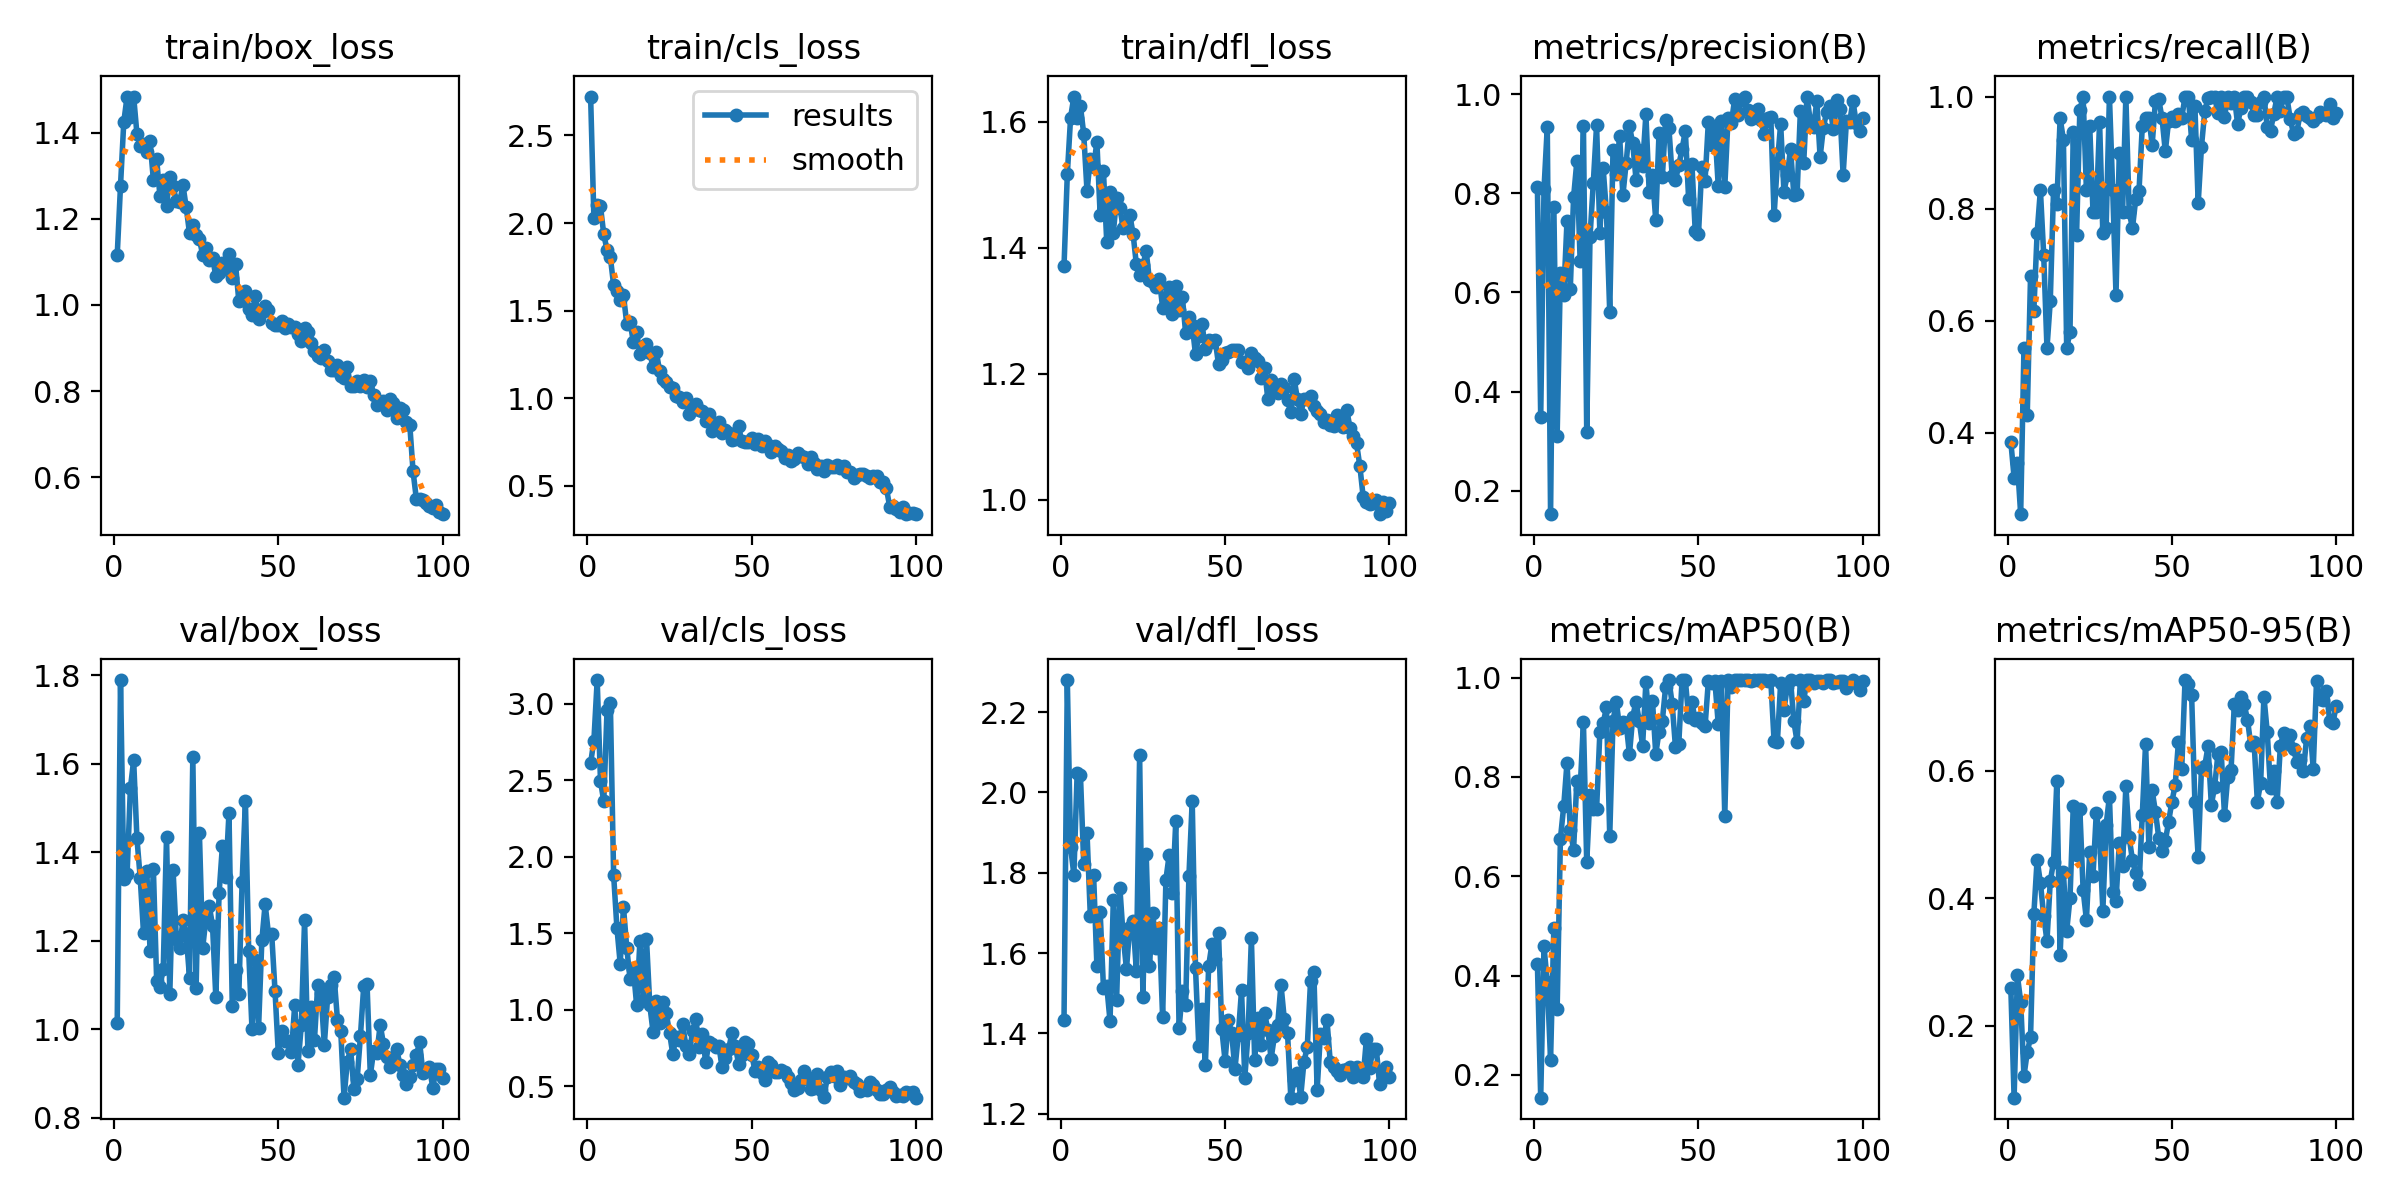 train/box_loss
train/cls_loss
train/dfl_loss
metrics/precision(B)
metrics/recall(B)
results
smooth
1.4
1.2
1.0
0.8
0.6
0 50 100
2.5
2.0
1.5
1.0
0.5
0 50 100
1.6
1.4
1.2
1.0
0 50 100
1.0
0.8
0.6
0.4
0.2
0 50 100
1.0
0.8
0.6
0.4
0 50 100
val/box_loss
val/cls_loss
val/dfl_loss
metrics/mAP50(B)
metrics/mAP50-95(B)
1.8
1.6
1.4
1.2
1.0
0.8
0 50 100
3.0
2.5
2.0
1.5
1.0
0.5
0 50 100
2.2
2.0
1.8
1.6
1.4
1.2
0 50 100
1.0
0.8
0.6
0.4
0.2
0 50 100
0.6
0.4
0.2
0 50 100